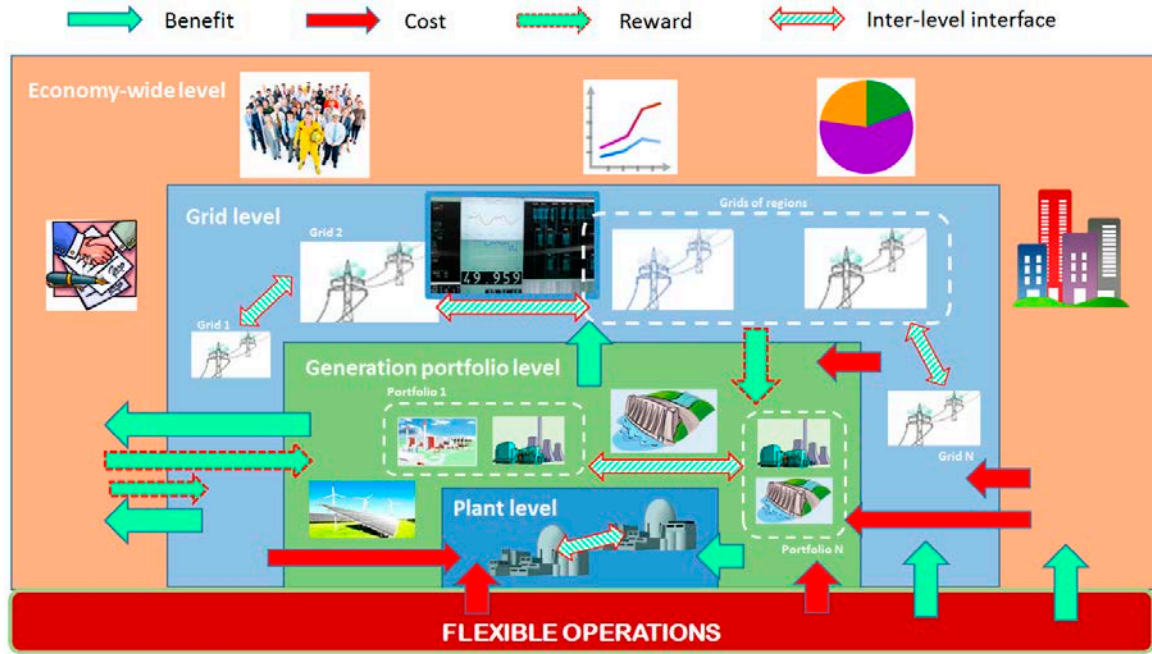 Benefit
Cost
Reward
Inter-level interface
Economy-wide level
Grid level
Grids of regions
Grid 2
49 959
Grid 1
Generation portfolio level
Portfolio 1
Grid N
Plant level
Portfolio N
FLEXIBLE OPERATIONS